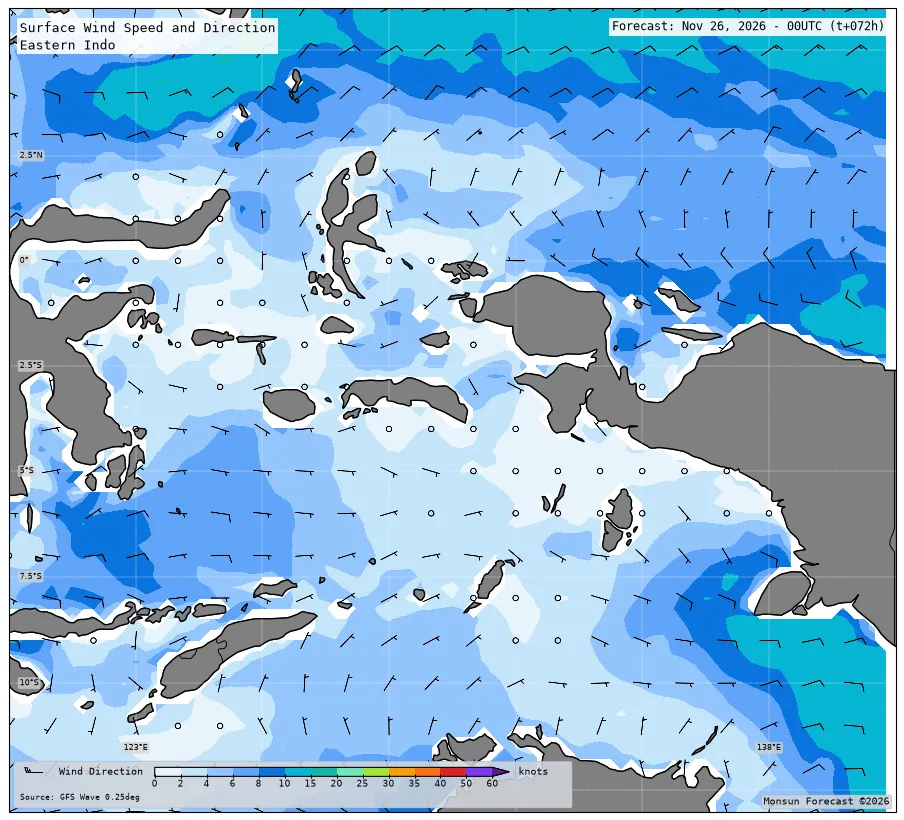 Surface Wind Speed and Direction
Eastern Indo
Forecast: Nov 26, 2026 - 00UTC (t+072h)
2.5°N
0°
2.5°S
5°S
7.5°S
10°S
123°E
138°E
Wind Direction
knots
0 2 4 6 8 10 15 20 25 30 35 40 50 60
Source: GFS Wave 0.25deg
Monsun Forecast ©2026